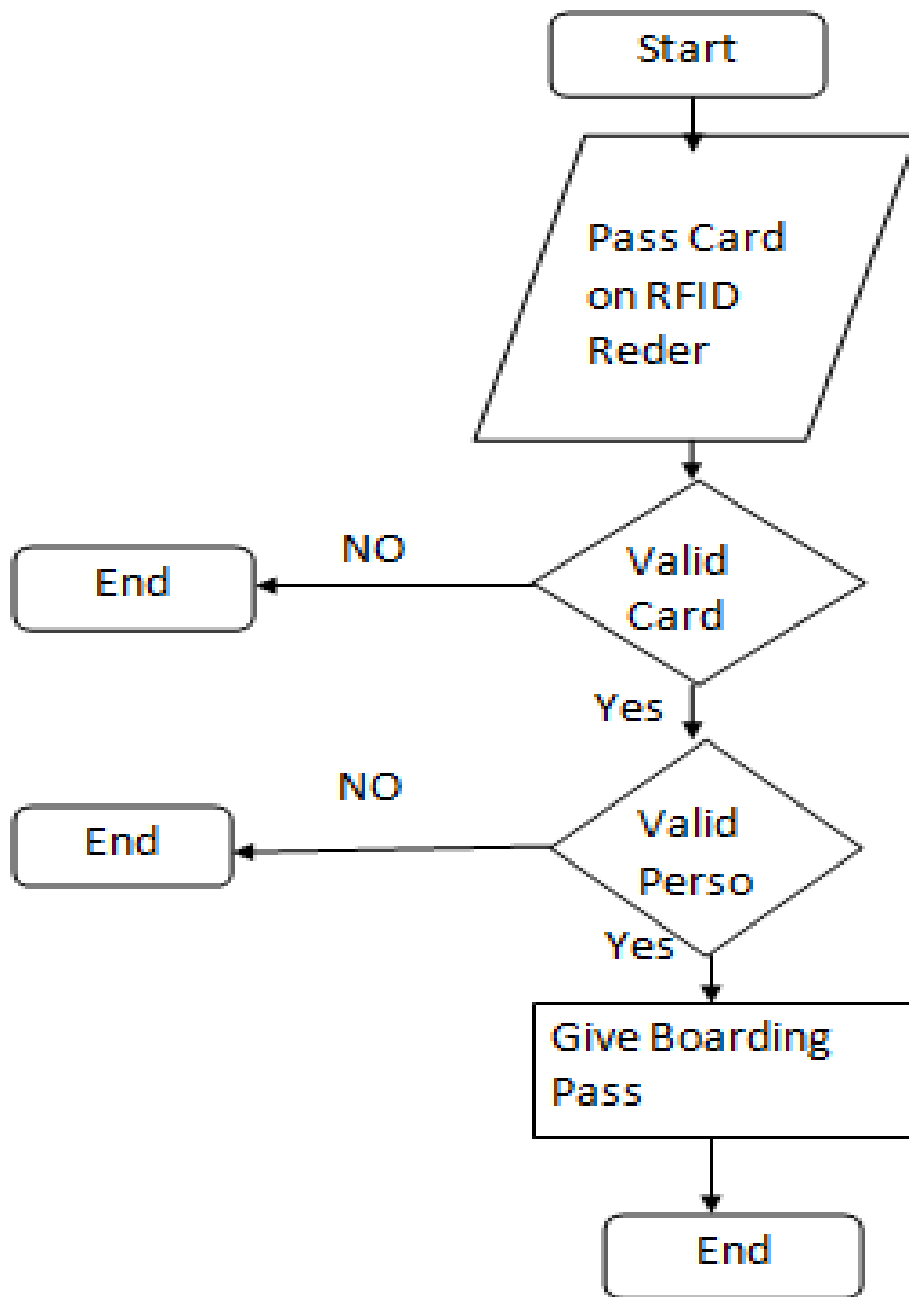 Start
Pass Card
on RFID
Reder
NO
Valid
Card
End
Yes
NO
Valid
Perso
End
Yes
Give Boarding
Pass
End